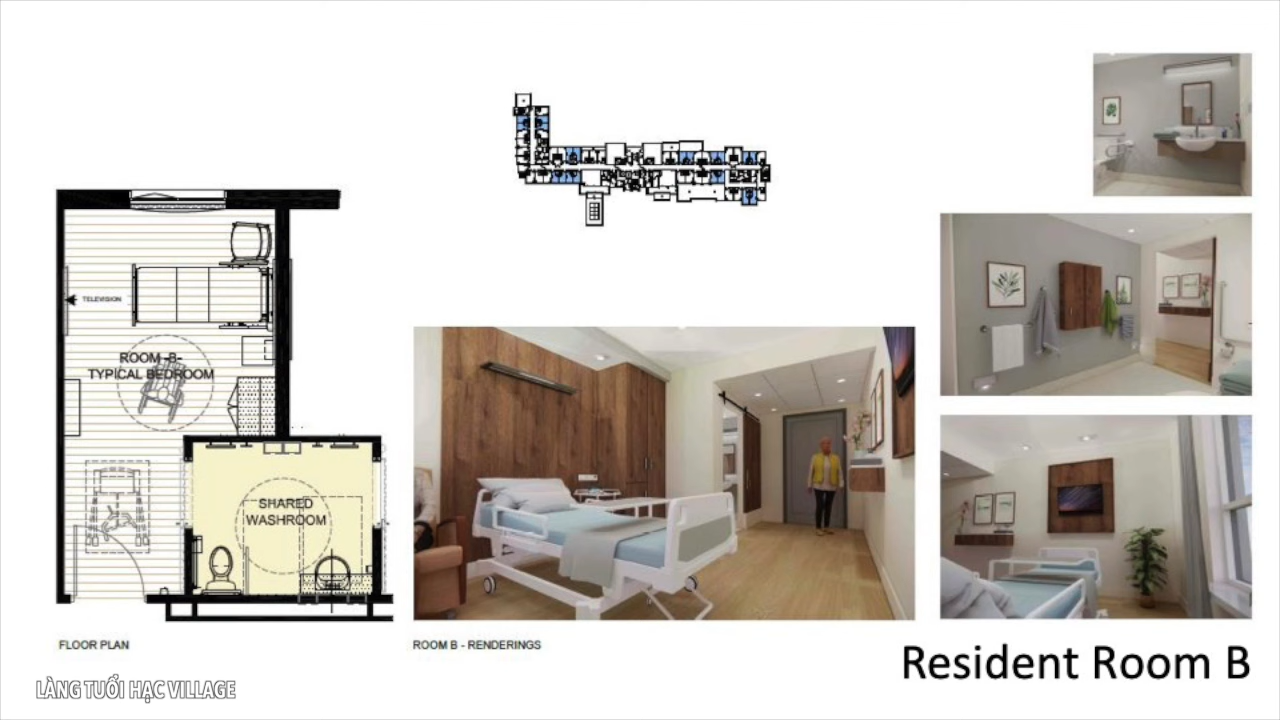 TELEVISION
ROOM -B-
TYPICAL BEDROOM
SHARED
WASHROOM
FLOOR PLAN
ROOM B - RENDERINGS
Resident Room B
LÀNG TUỔI HẠC VILLAGE